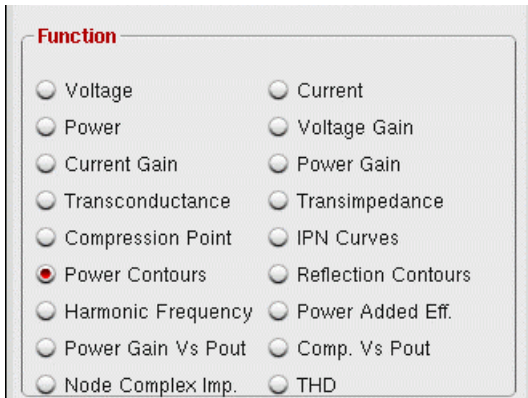 Function
Voltage Current
Power Voltage Gain
Current Gain Power Gain
Transconductance Transimpedance
Compression Point IPN Curves
Power Contours Reflection Contours
Harmonic Frequency Power Added Eff.
Power Gain Vs Pout Comp. Vs Pout
Node Complex Imp. THD